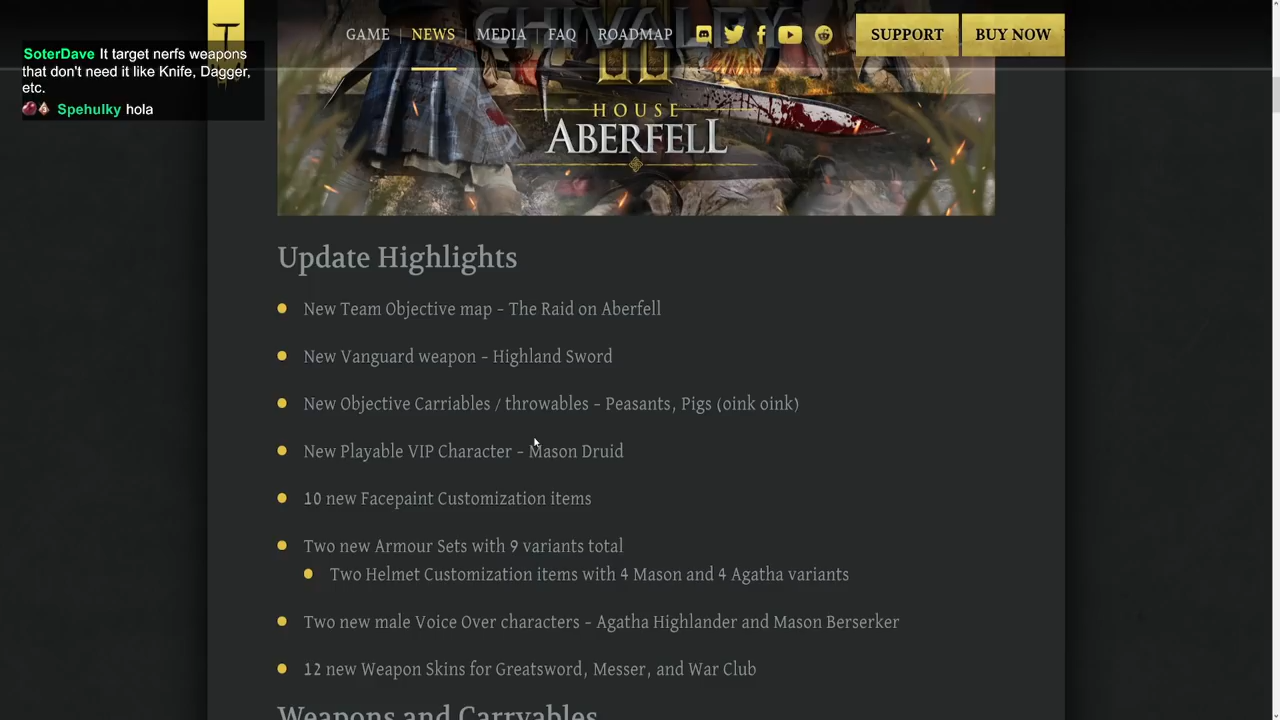 CHIVALRY
II
GAME | NEWS | MEDIA | FAQ | ROADMAP
SUPPORT
BUY NOW
SoterDave It target nerfs weapons
that don't need it like Knife, Dagger,
etc.
Spehulky hola
HOUSE
ABERFELL
Update Highlights
New Team Objective map – The Raid on Aberfell
New Vanguard weapon – Highland Sword
New Objective Carriables / throwables – Peasants, Pigs (oink oink)
New Playable VIP Character – Mason Druid
10 new Facepaint Customization items
Two new Armour Sets with 9 variants total
Two Helmet Customization items with 4 Mason and 4 Agatha variants
Two new male Voice Over characters – Agatha Highlander and Mason Berserker
12 new Weapon Skins for Greatsword, Messer, and War Club
Weapons and Carryables